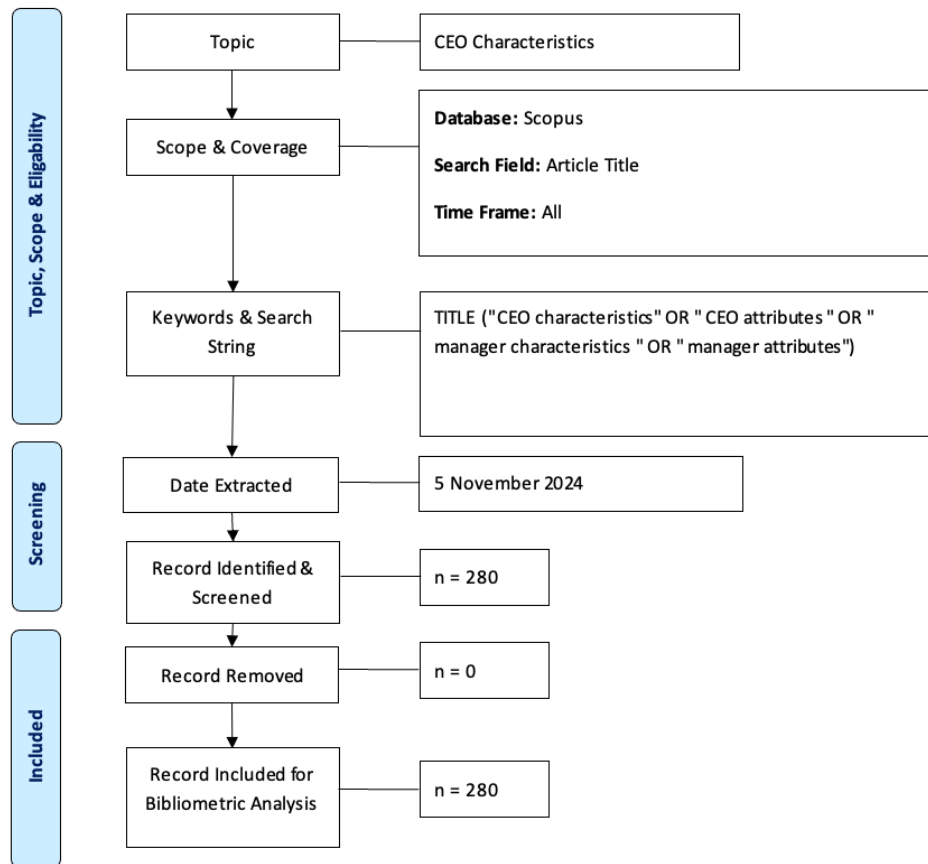 Topic, Scope & Eligability
Topic
CEO Characteristics
Scope & Coverage
Database: Scopus
Search Field: Article Title
Time Frame: All
Keywords & Search
String
TITLE ("CEO characteristics" OR " CEO attributes " OR "
manager characteristics " OR " manager attributes")
Screening
Date Extracted
5 November 2024
Record Identified &
Screened
n = 280
Included
Record Removed
n = 0
Record Included for
Bibliometric Analysis
n = 280